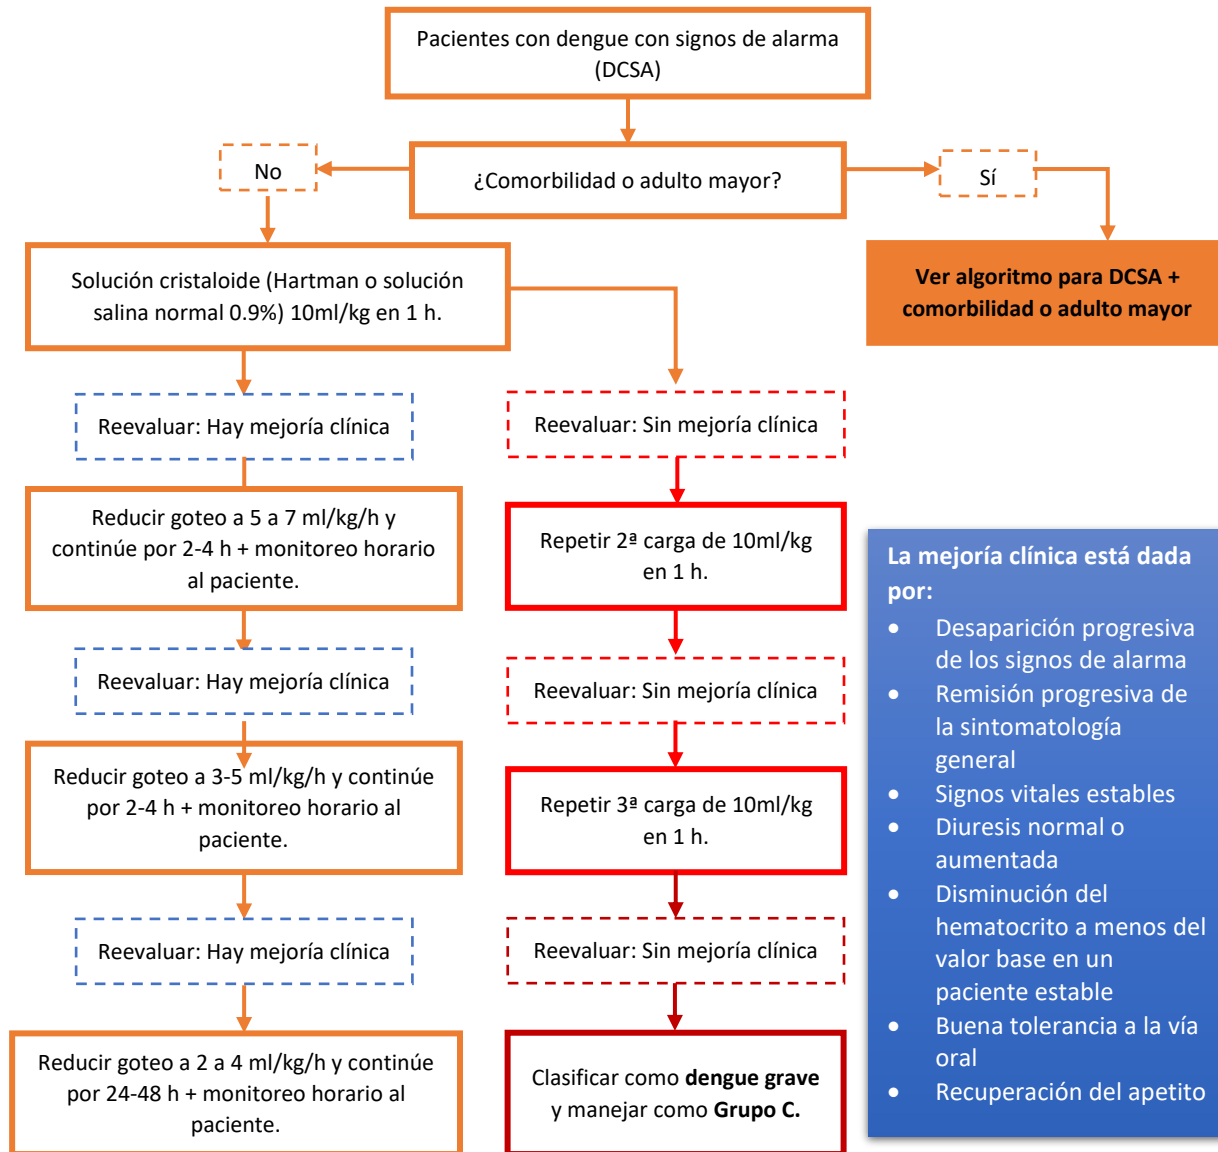 Pacientes con dengue con signos de alarma
(DCSA)
No
¿Comorbilidad o adulto mayor?
Sí
Solución cristaloide (Hartman o solución
salina normal 0.9%) 10ml/kg en 1 h.
Ver algoritmo para DCSA +
comorbilidad o adulto mayor
Reevaluar: Hay mejoría clínica
Reducir goteo a 5 a 7 ml/kg/h y
continúe por 2-4 h + monitoreo horario
al paciente.
Reevaluar: Hay mejoría clínica
Reducir goteo a 3-5 ml/kg/h y continúe
por 2-4 h + monitoreo horario al
paciente.
Reevaluar: Hay mejoría clínica
Reducir goteo a 2 a 4 ml/kg/h y continúe
por 24-48 h + monitoreo horario al
paciente.
Reevaluar: Sin mejoría clínica
Repetir 2ª carga de 10ml/kg
en 1 h.
Reevaluar: Sin mejoría clínica
Repetir 3ª carga de 10ml/kg
en 1 h.
Reevaluar: Sin mejoría clínica
Clasificar como dengue grave
y manejar como Grupo C.
La mejoría clínica está dada
por:
• Desaparición progresiva
de los signos de alarma
• Remisión progresiva de
la sintomatología
general
• Signos vitales estables
• Diuresis normal o
aumentada
• Disminución del
hematocrito a menos del
valor base en un
paciente estable
• Buena tolerancia a la vía
oral
• Recuperación del apetito